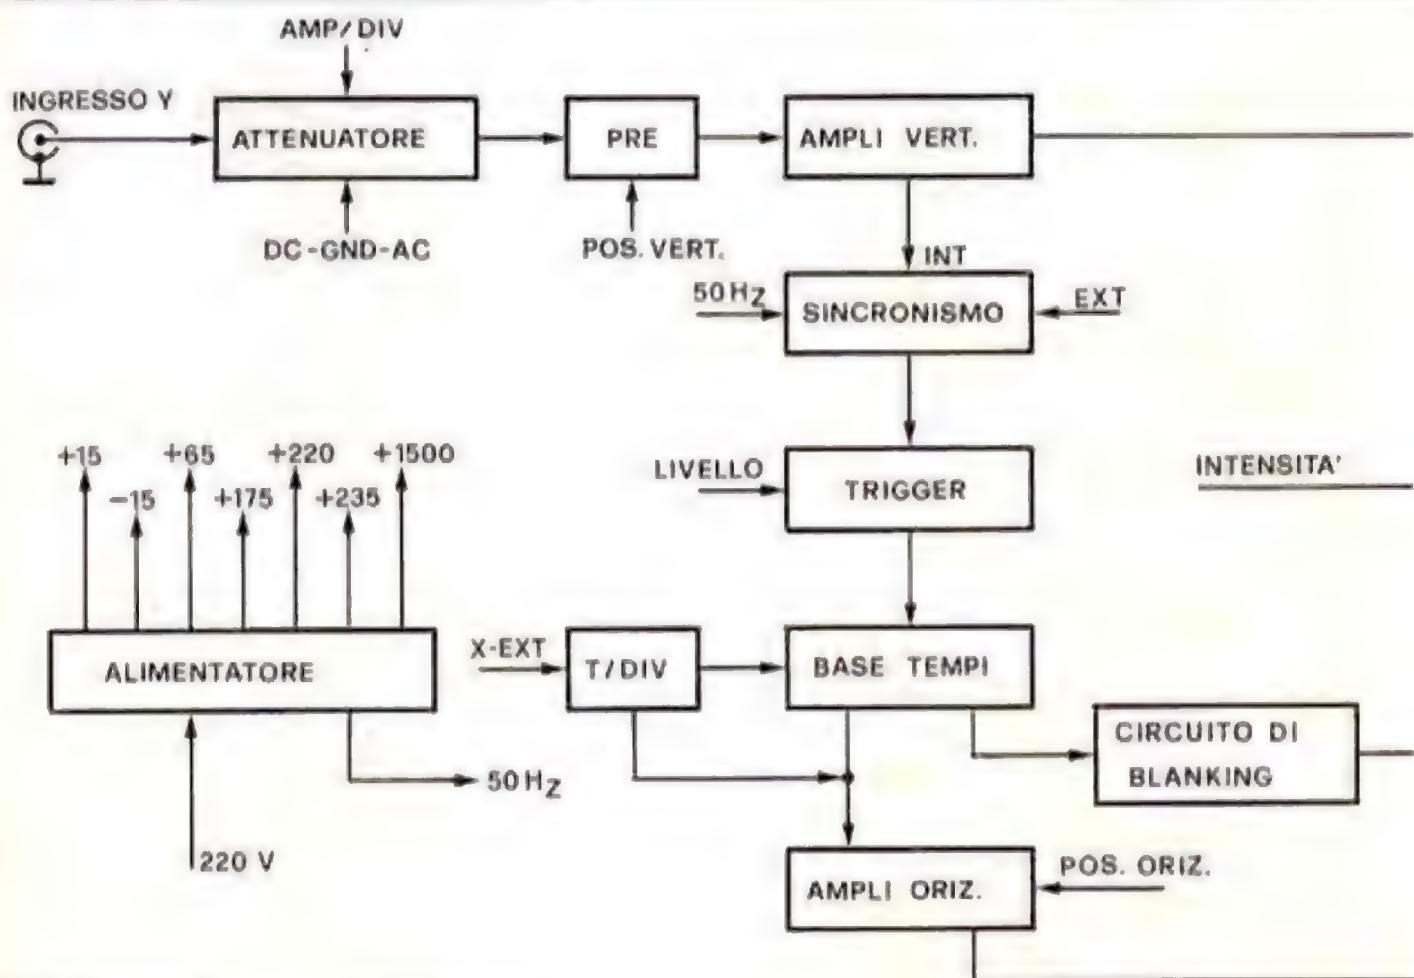 AMP/DIV
INGRESSO Y
ATTENUATORE
PRE
AMPLI VERT.
DC-GND-AC
POS. VERT.
INT
50HZ
SINCRONISMO
EXT
+15
+65
+220
+1500
-15
+175
+235
LIVELLO
TRIGGER
INTENSITA'
ALIMENTATORE
X-EXT
T/DIV
BASE TEMPI
CIRCUITO DI
BLANKING
50HZ
220 V
AMPLI ORIZ.
POS. ORIZ.